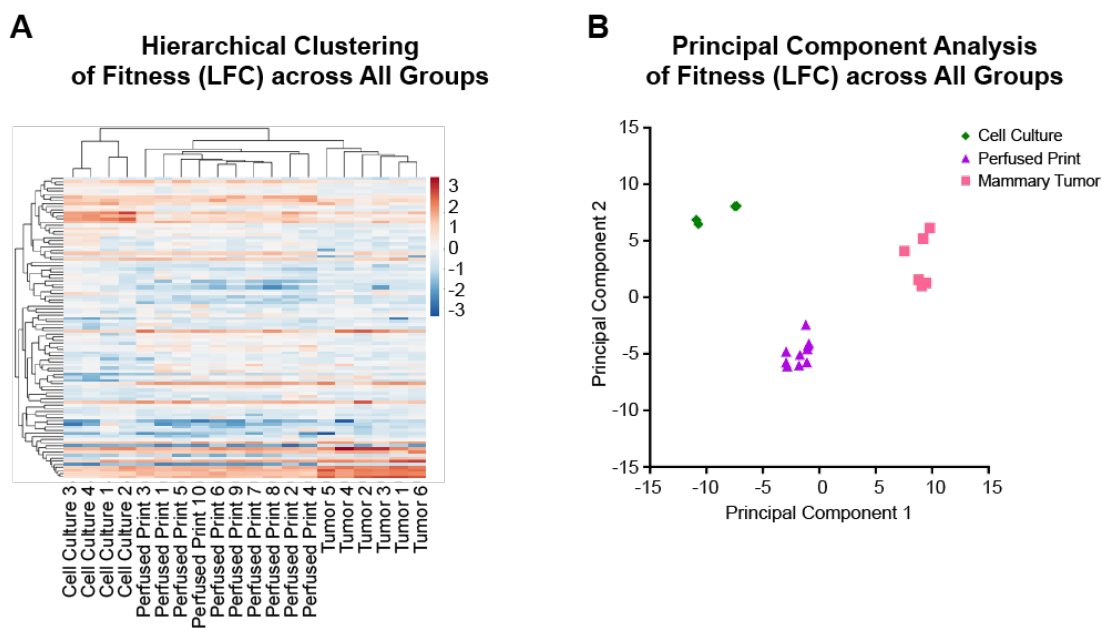 A
Hierarchical Clustering
of Fitness (LFC) across All Groups
3
2
1
0
-1
-2
-3
Cell Culture 3
Cell Culture 4
Cell Culture 1
Cell Culture 2
Perfused Print 3
Perfused Print 1
Perfused Print 5
Perfused Print 10
Perfused Print 6
Perfused Print 9
Perfused Print 7
Perfused Print 8
Perfused Print 2
Perfused Print 4
Tumor 5
Tumor 4
Tumor 2
Tumor 3
Tumor 1
Tumor 6
B
Principal Component Analysis
of Fitness (LFC) across All Groups
Cell Culture
Perfused Print
Mammary Tumor
Principal Component 2
15
10
5
0
-5
-10
-15
-15
-10
-5
0
5
10
15
Principal Component 1